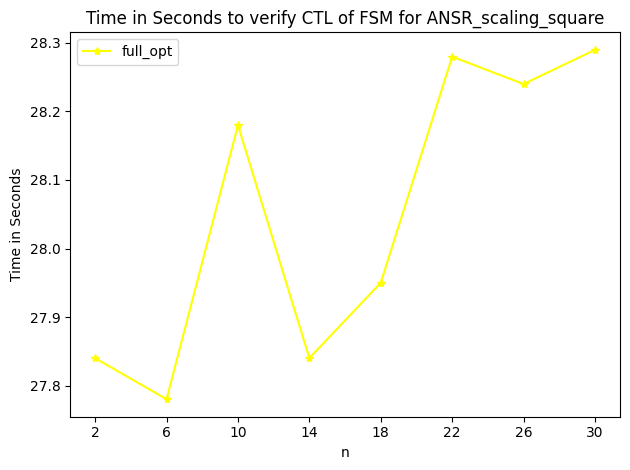 Time in Seconds to verify CTL of FSM for ANSR_scaling_square
full_opt
Time in Seconds
28.3
28.2
28.1
28.0
27.9
27.8
2 6 10 14 18 22 26 30
n